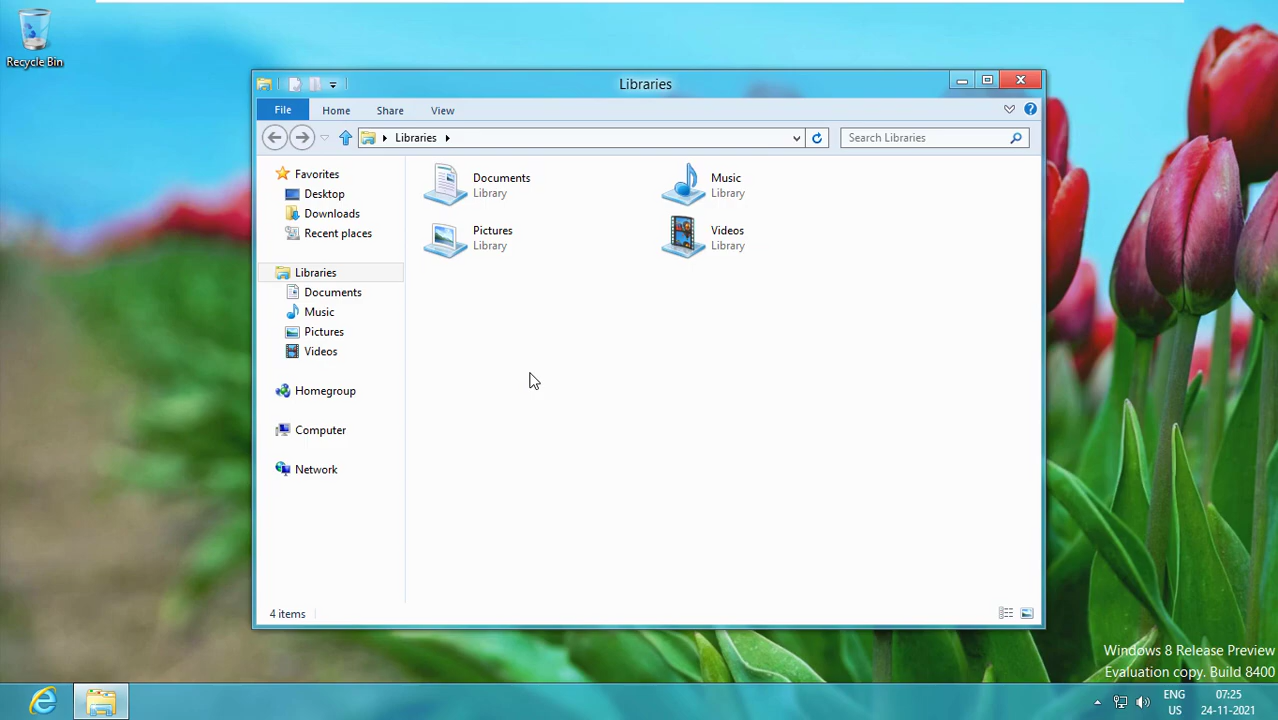 Recycle Bin
Libraries
File Home Share View
Libraries
Search Libraries
Favorites
Desktop
Downloads
Recent places
Libraries
Documents
Music
Pictures
Videos
Homegroup
Computer
Network
Documents
Library
Music
Library
Pictures
Library
Videos
Library
4 items
Windows 8 Release Preview
Evaluation copy. Build 8400
ENG
US
07:25
24-11-2021